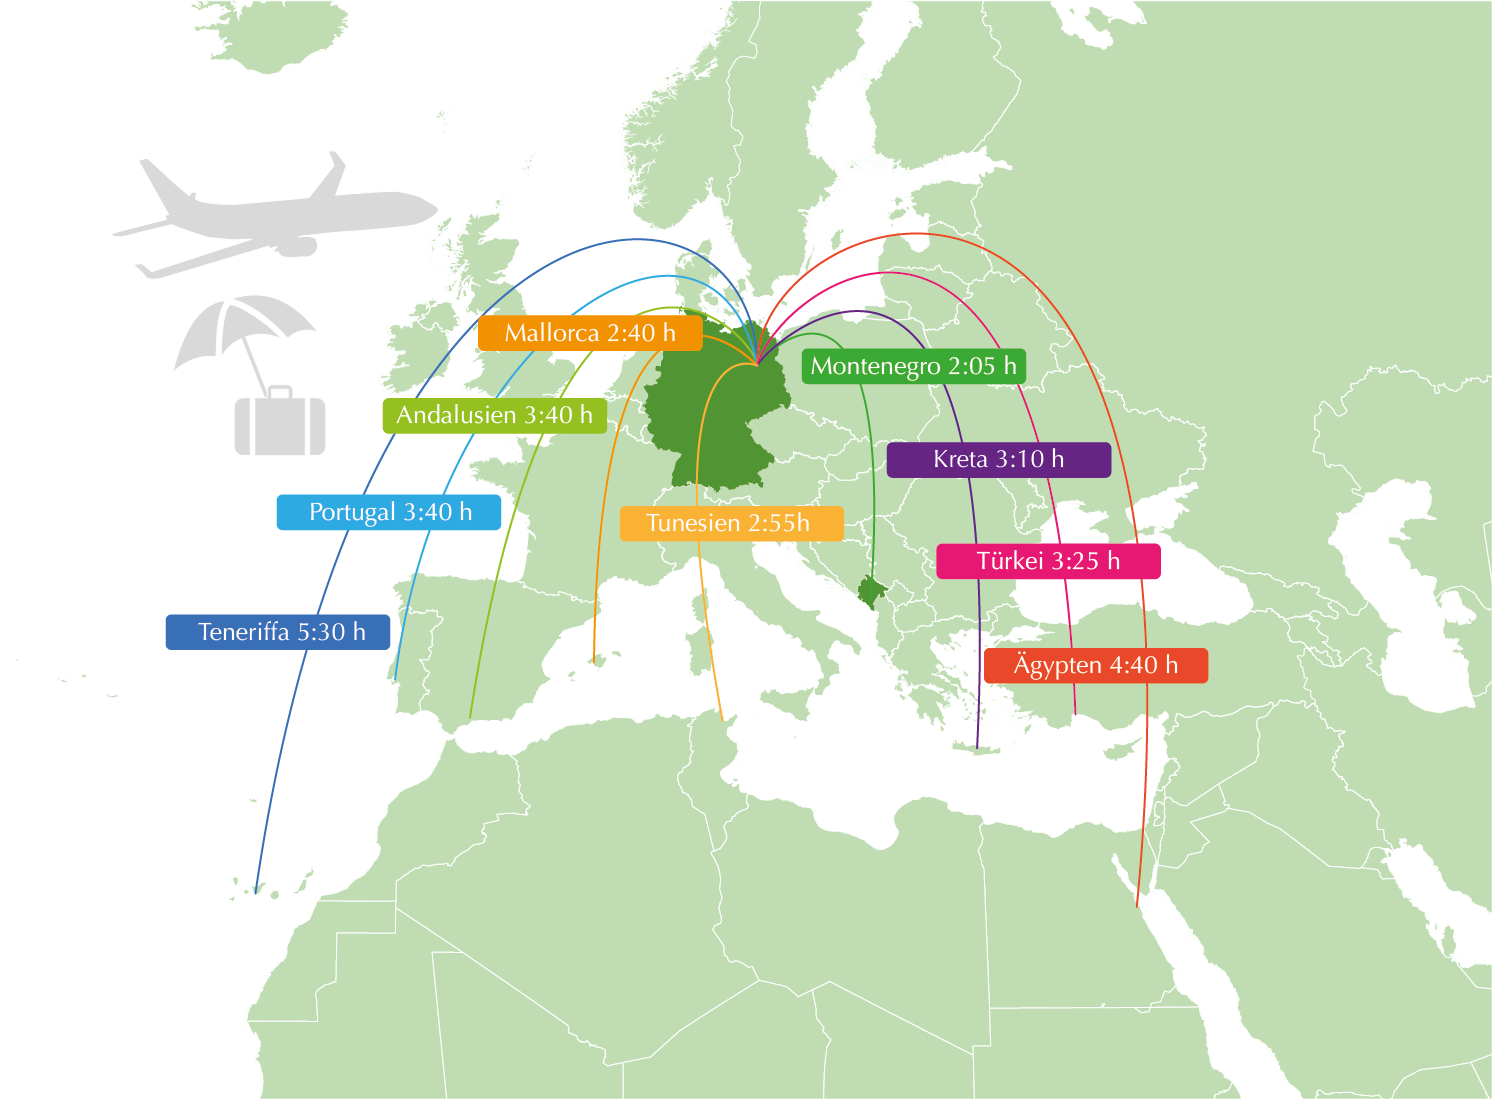 Mallorca 2:40 h
Montenegro 2:05 h
Andalusien 3:40 h
Kreta 3:10 h
Portugal 3:40 h
Tunesien 2:55h
Türkei 3:25 h
Teneriffa 5:30 h
Ägypten 4:40 h